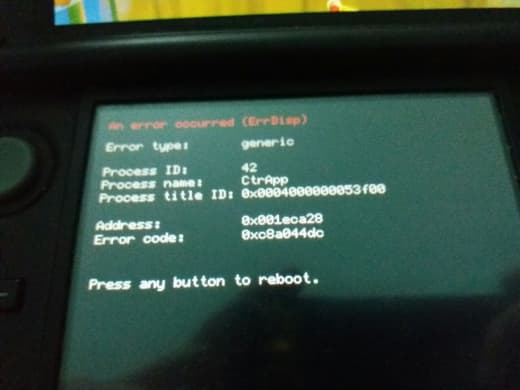 An error occurred (ErrDisp)
Error type: generic
Process ID: 42
Process name: CtrApp
Process title ID: 0x0004000000053f00
Address: 0x001eca28
Error code: 0xc8a044dc
Press any button to reboot.